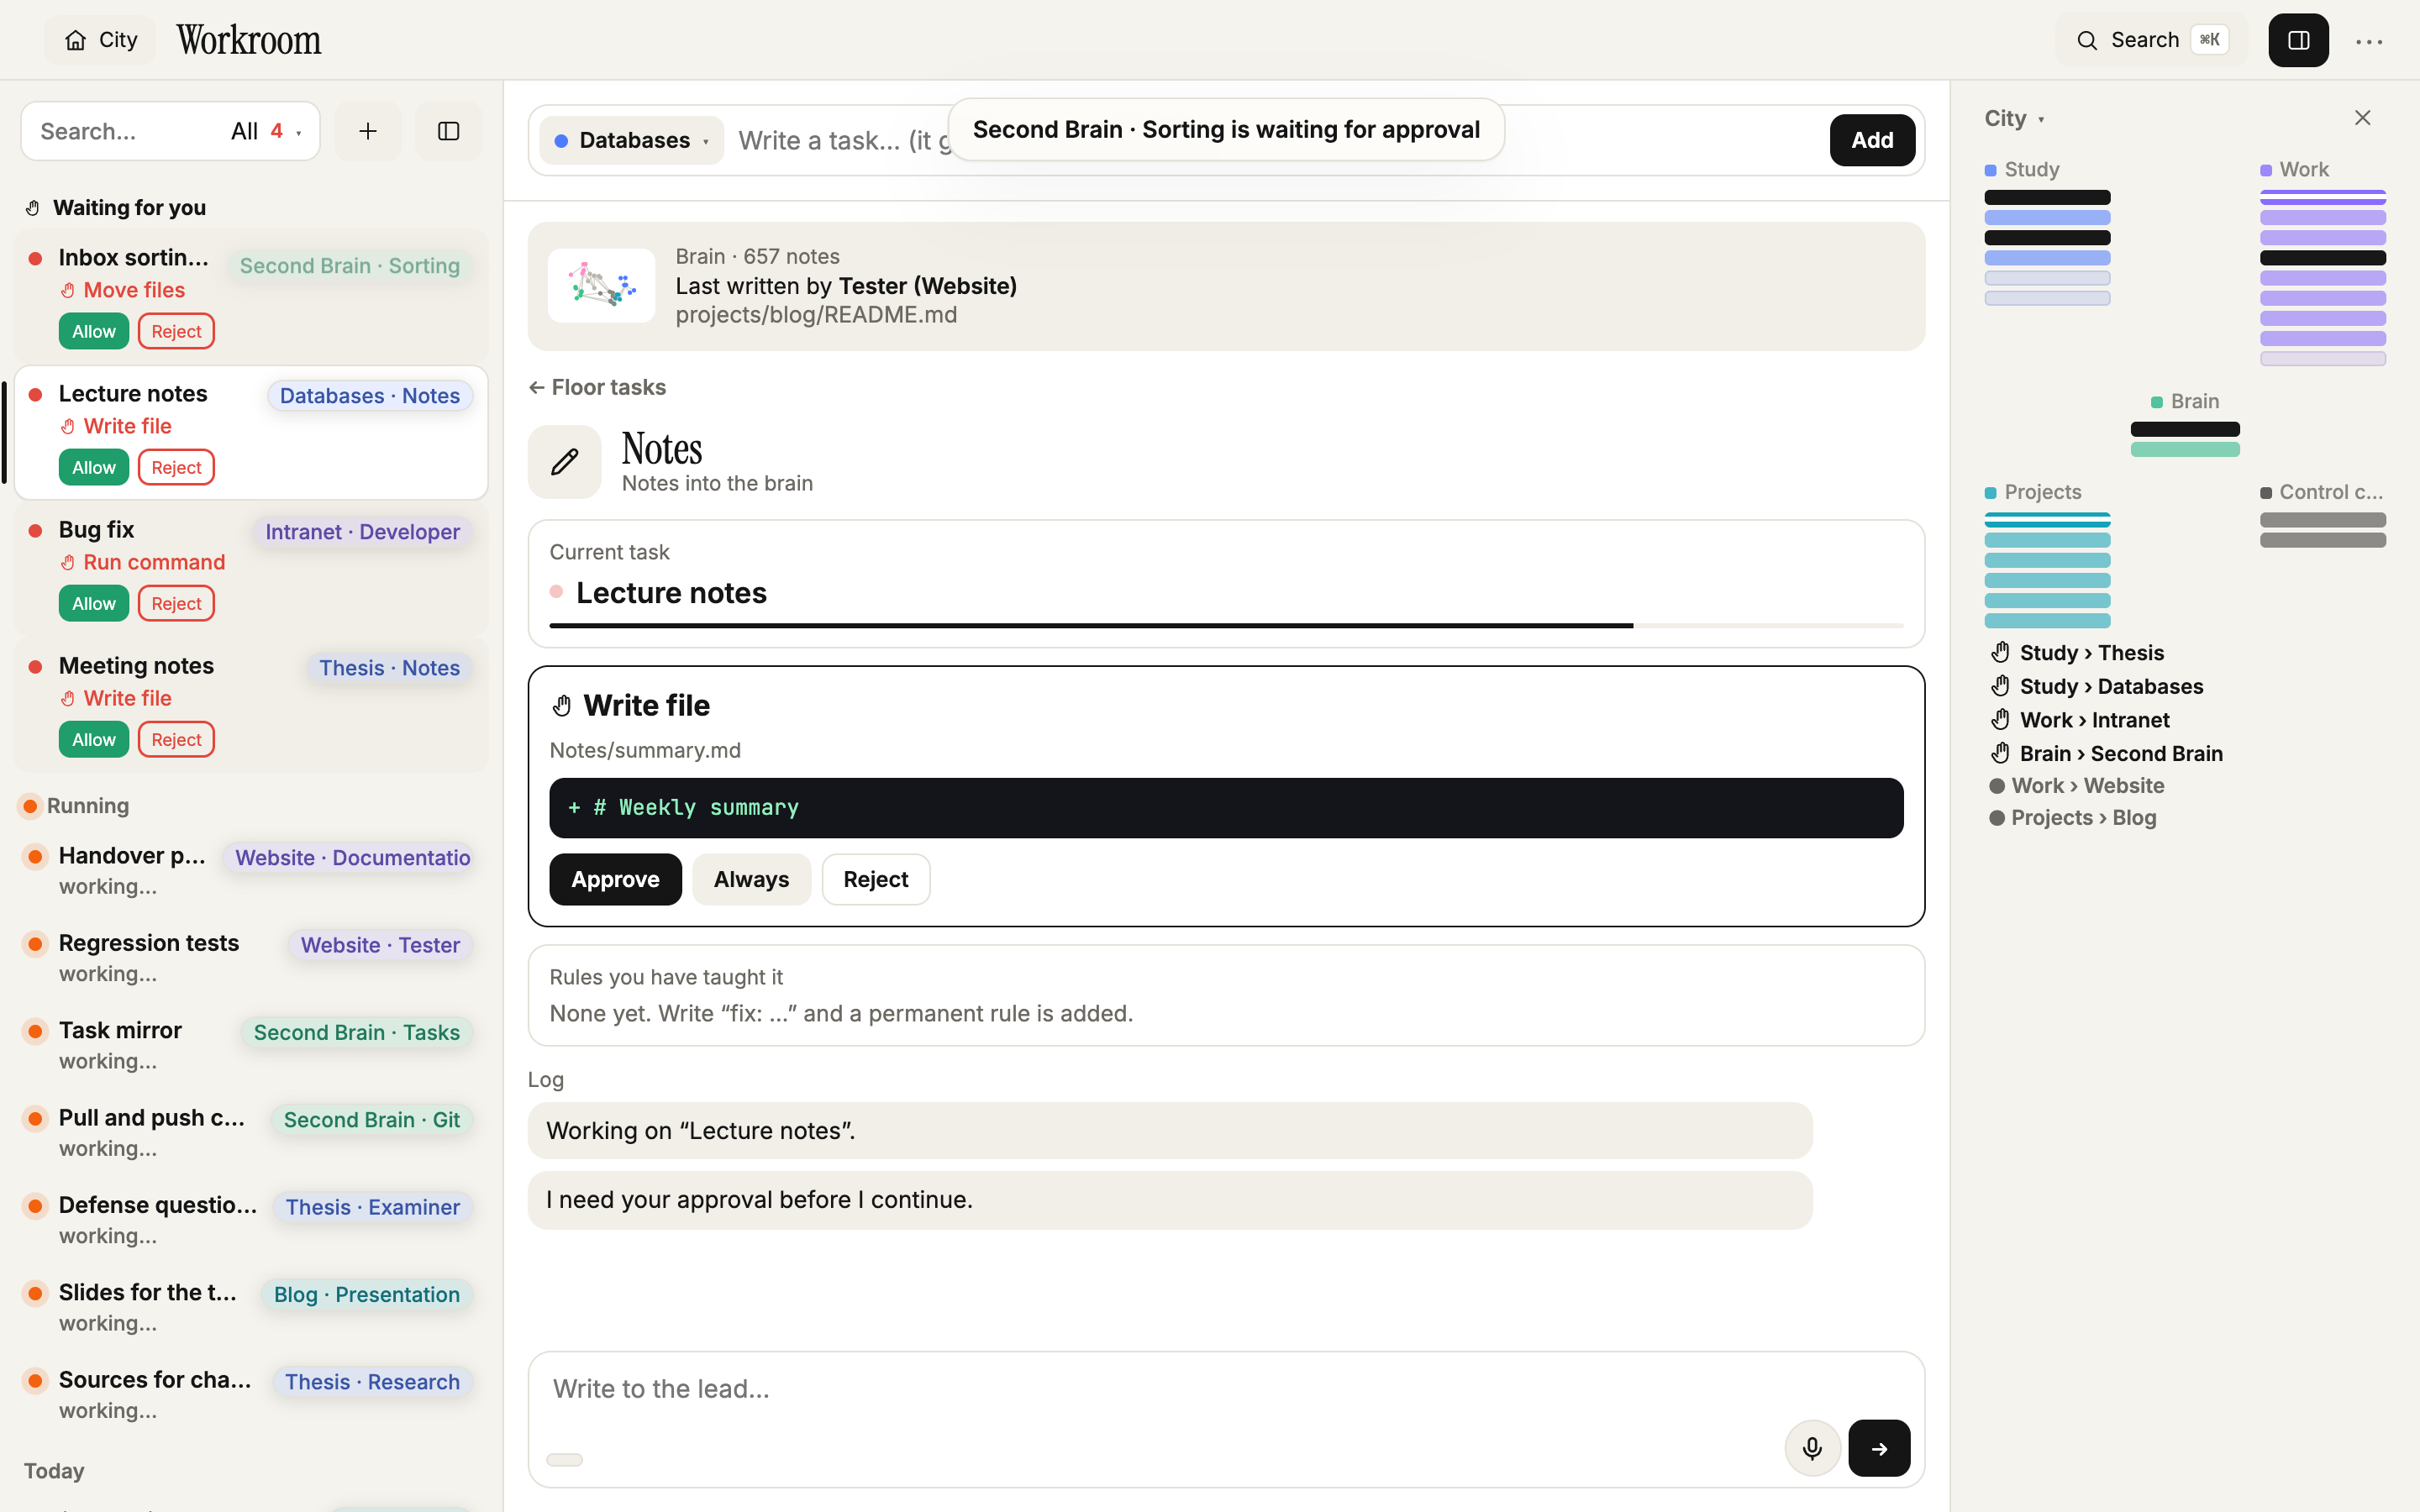 City
Workroom
Search ⌘K
Search... All 4
Waiting for you
Inbox sortin... Second Brain · Sorting
Move files
Allow Reject
Lecture notes Databases · Notes
Write file
Allow Reject
Bug fix Intranet · Developer
Run command
Allow Reject
Meeting notes Thesis · Notes
Write file
Allow Reject
Running
Handover p... Website · Documentatio
working...
Regression tests Website · Tester
working...
Task mirror Second Brain · Tasks
working...
Pull and push c... Second Brain · Git
working...
Defense questio... Thesis · Examiner
working...
Slides for the t... Blog · Presentation
working...
Sources for cha... Thesis · Research
working...
Today
Databases Write a task... (it g
Second Brain · Sorting is waiting for approval
Add
Brain · 657 notes
Last written by Tester (Website)
projects/blog/README.md
← Floor tasks
Notes
Notes into the brain
Current task
Lecture notes
Write file
Notes/summary.md
+ # Weekly summary
Approve Always Reject
Rules you have taught it
None yet. Write “fix: ...” and a permanent rule is added.
Log
Working on “Lecture notes”.
I need your approval before I continue.
Write to the lead...
City
Study Work
Brain
Projects Control c...
Study › Thesis
Study › Databases
Work › Intranet
Brain › Second Brain
Work › Website
Projects › Blog